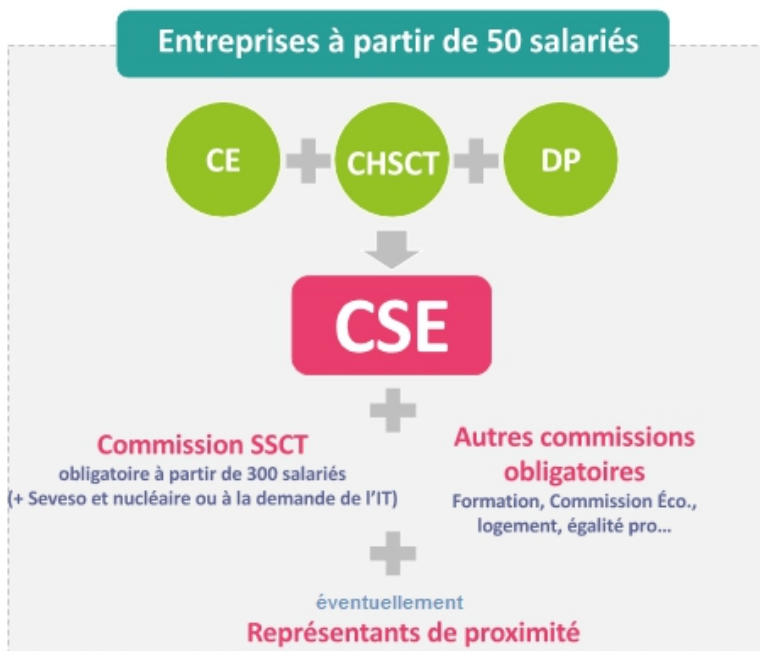 Entreprises à partir de 50 salariés
CE
CHSCT
DP
CSE
Commission SSCT
obligatoire à partir de 300 salariés
(+ Seveso et nucléaire ou à la demande de l'IT)
Autres commissions
obligatoires
Formation, Commission Éco.,
logement, égalité pro...
éventuellement
Représentants de proximité